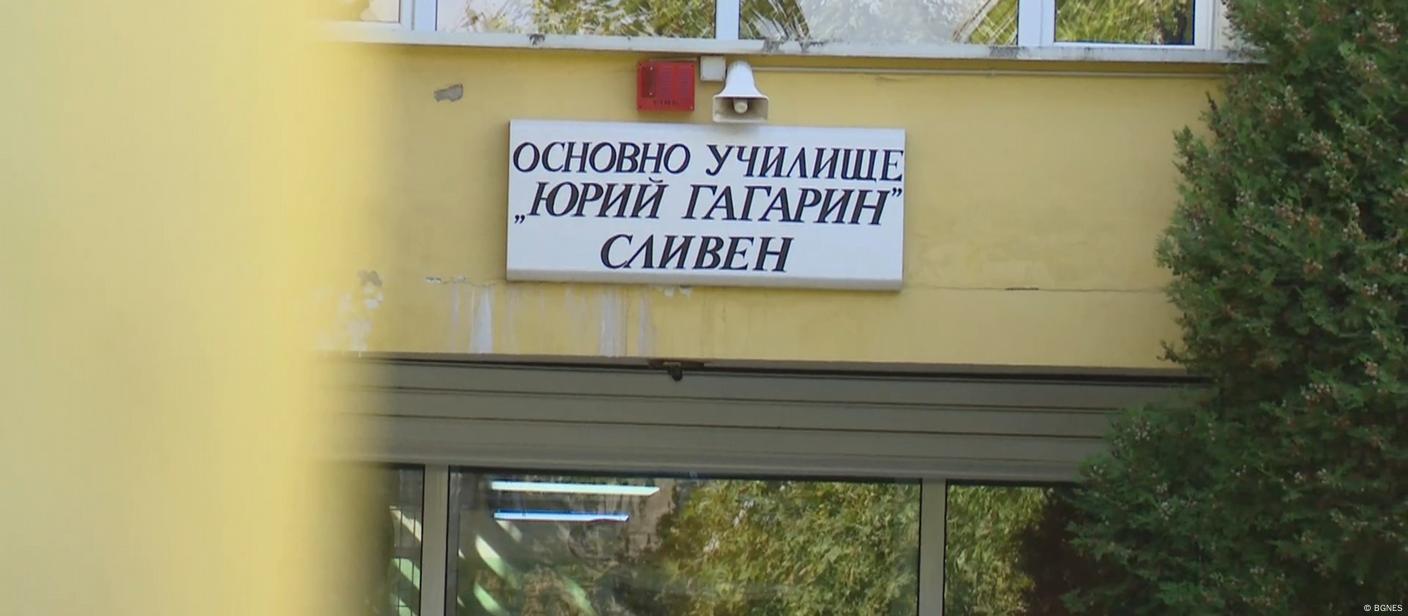 ОСНОВНО УЧИЛИЩЕ
„ЮРИЙ ГАГАРИН”
СЛИВЕН
© BGNES